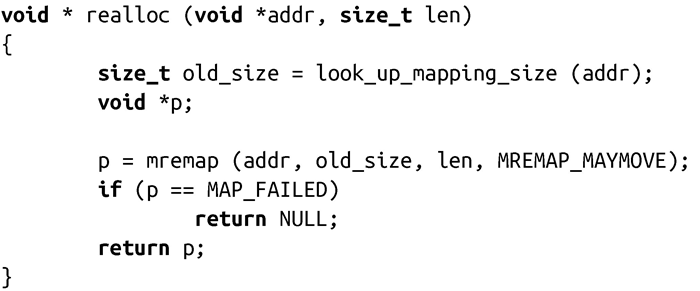 void * realloc (void *addr, size_t len)
{
        size_t old_size = look_up_mapping_size (addr);
        void *p;

        p = mremap (addr, old_size, len, MREMAP_MAYMOVE);
        if (p == MAP_FAILED)
                return NULL;
        return p;
}